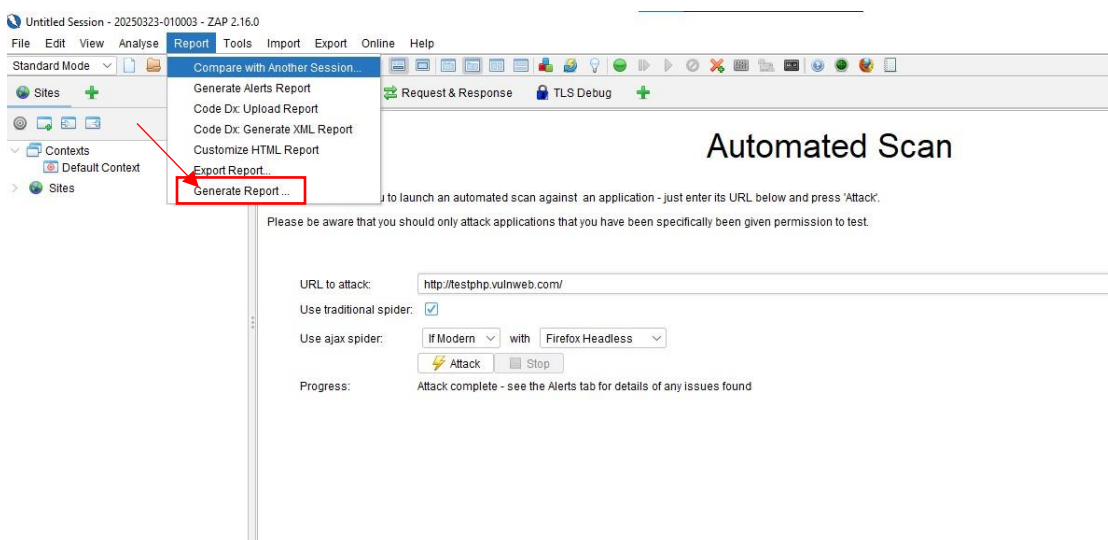 Untitled Session - 20250323-010003 - ZAP 2.16.0
File Edit View Analyse Report Tools Import Export Online Help
Standard Mode
Compare with Another Session...
Sites
Generate Alerts Report
Request & Response
TLS Debug
Code Dx: Upload Report
Code Dx: Generate XML Report
Customize HTML Report
Export Report...
Generate Report ...
Contexts
Default Context
Sites
Automated Scan
u to launch an automated scan against an application - just enter its URL below and press 'Attack'.
Please be aware that you should only attack applications that you have been specifically been given permission to test.
URL to attack: http://testphp.vulnweb.com/
Use traditional spider:
Use ajax spider: If Modern with Firefox Headless
Attack Stop
Progress: Attack complete - see the Alerts tab for details of any issues found